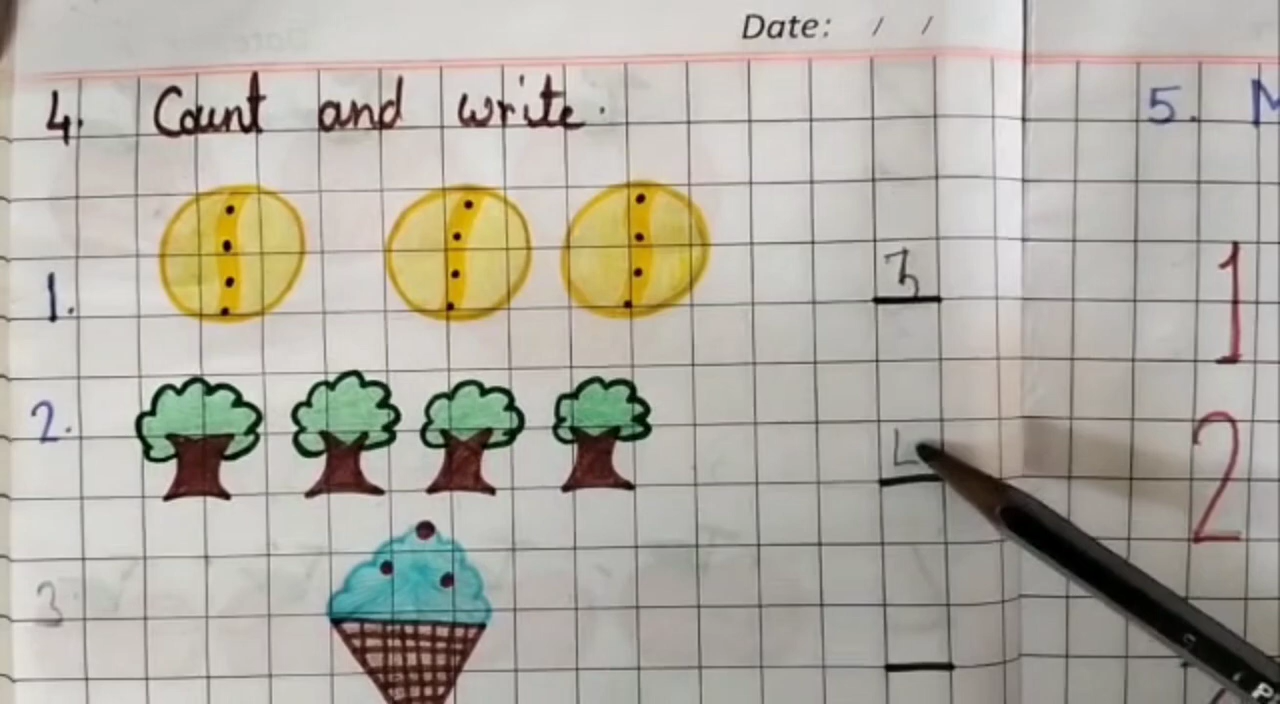 Date: / /
4. Count and write.
1. 3
2. 4
3
5. M
1
2